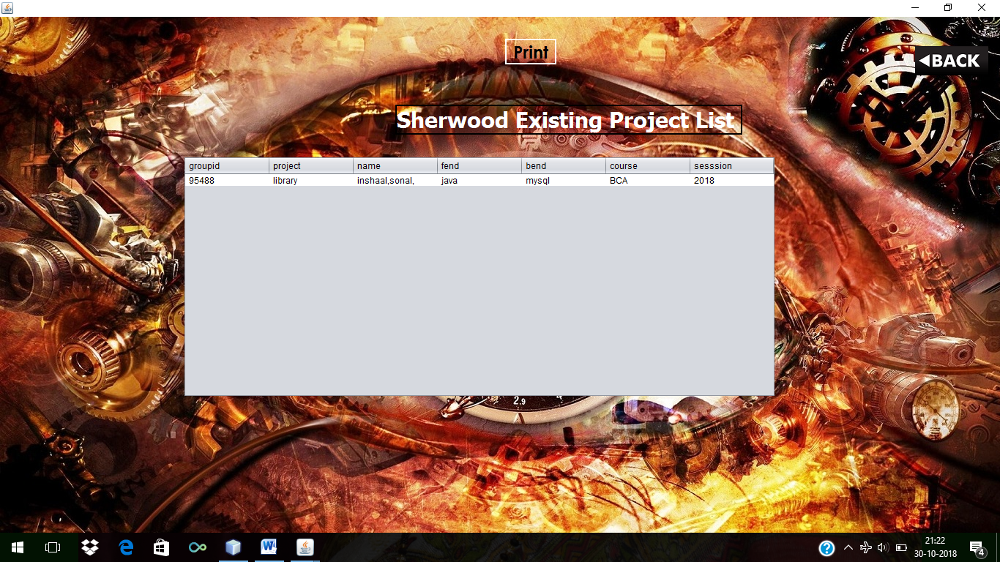 Print
◄BACK
Sherwood Existing Project List
groupid project name fend bend course sesssion
95488 library inshaal,sonal, java mysql BCA 2018
2.9
21:22
30-10-2018
4